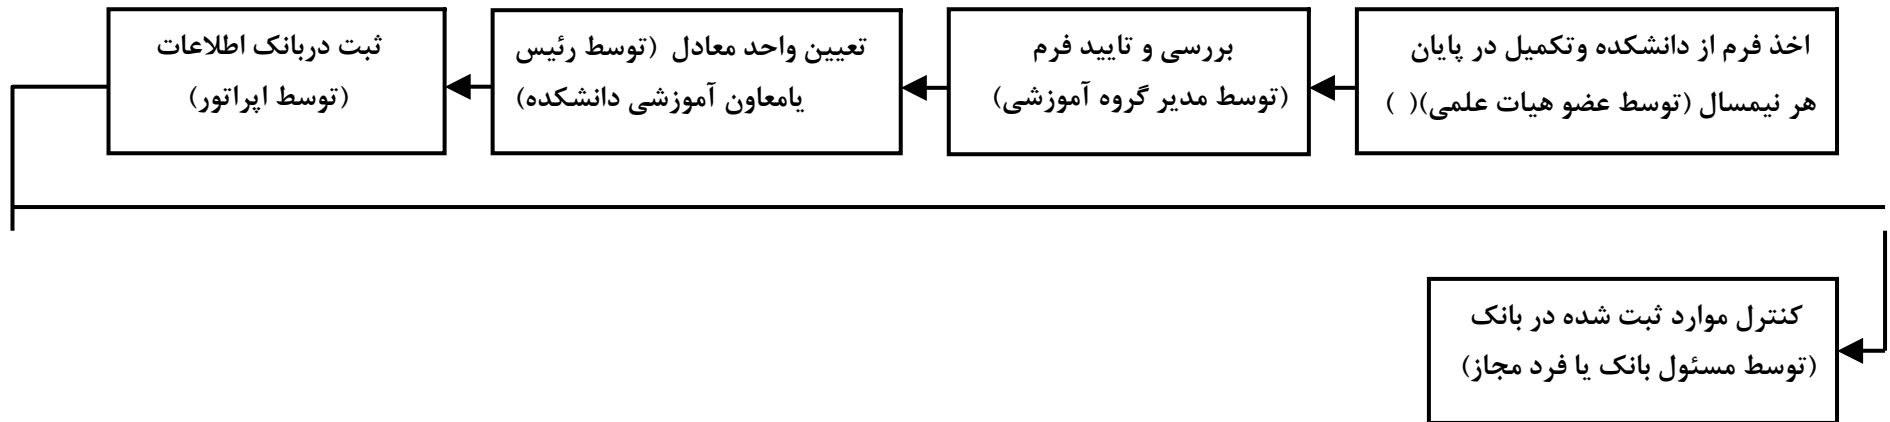 اخذ فرم از دانشکده وتکمیل در پایان
هر نیمسال (توسط عضو هیات علمی)( )
بررسی و تایید فرم
(توسط مدیر گروه آموزشی)
تعیین واحد معادل (توسط رئیس
یامعاون آموزشی دانشکده)
ثبت دربانک اطلاعات
(توسط اپراتور)
کنترل موارد ثبت شده در بانک
(توسط مسئول بانک یا فرد مجاز)